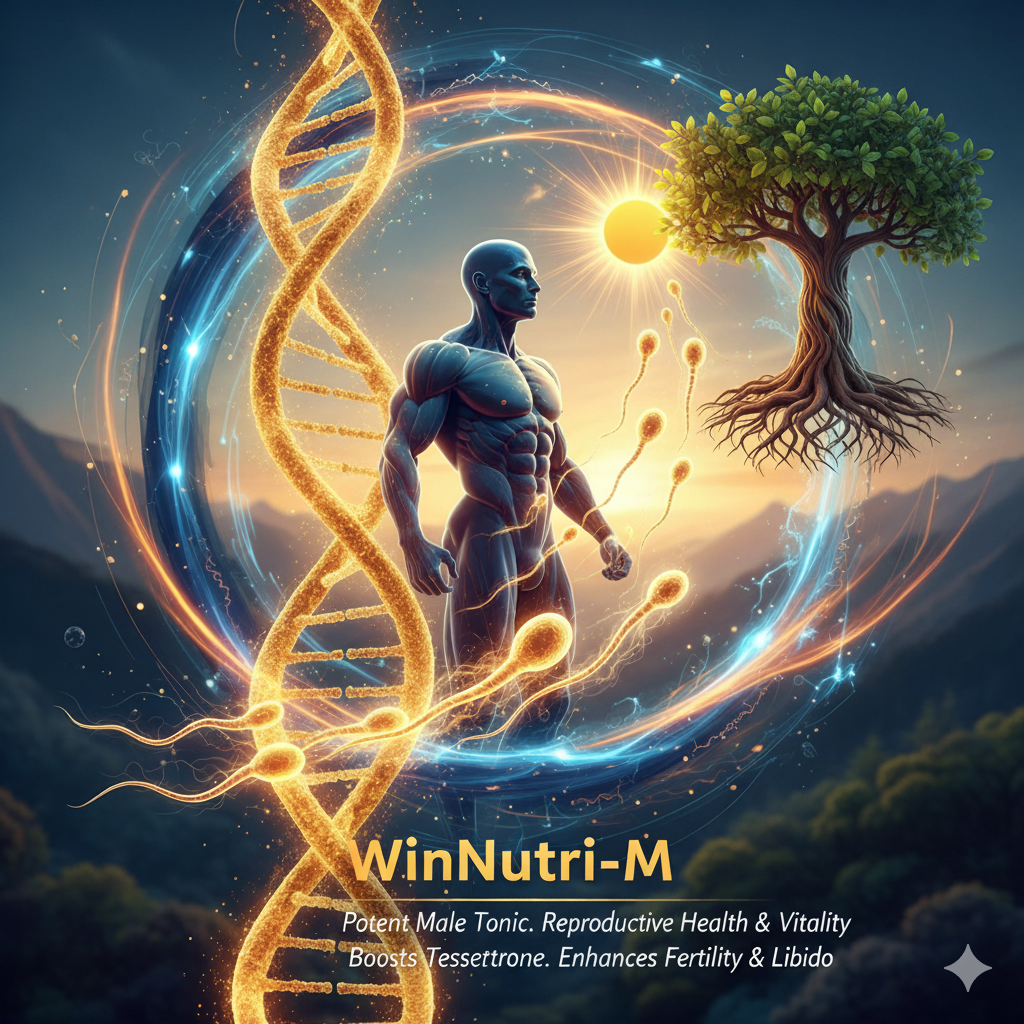 WinNutri-M
Potent Male Tonic. Reproductive Health & Vitality
Boosts Tessettrone. Enhances Fertility & Libido